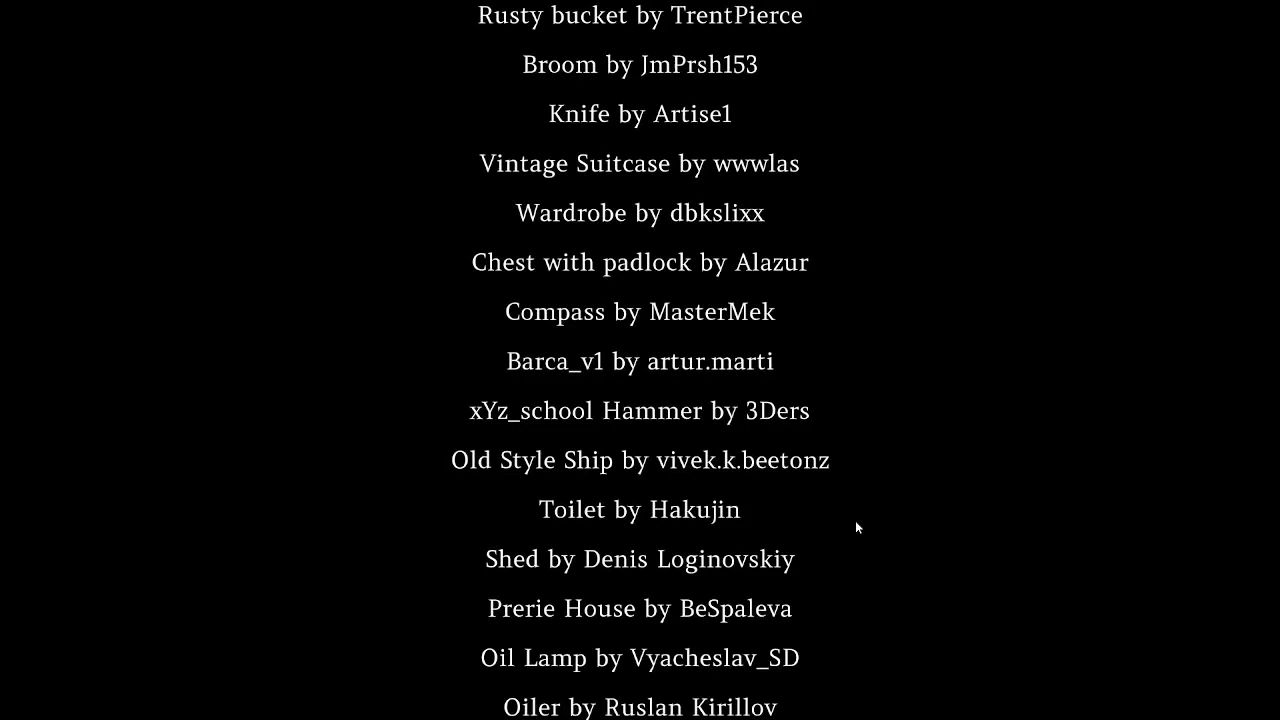 Rusty bucket by TrentPierce
Broom by JmPrsh153
Knife by Artise1
Vintage Suitcase by wwwlas
Wardrobe by dbkslixx
Chest with padlock by Alazur
Compass by MasterMek
Barca_v1 by artur.marti
xYz_school Hammer by 3Ders
Old Style Ship by vivek.k.beetonz
Toilet by Hakujin
Shed by Denis Loginovskiy
Prerie House by BeSpaleva
Oil Lamp by Vyacheslav_SD
Oiler by Ruslan Kirillov